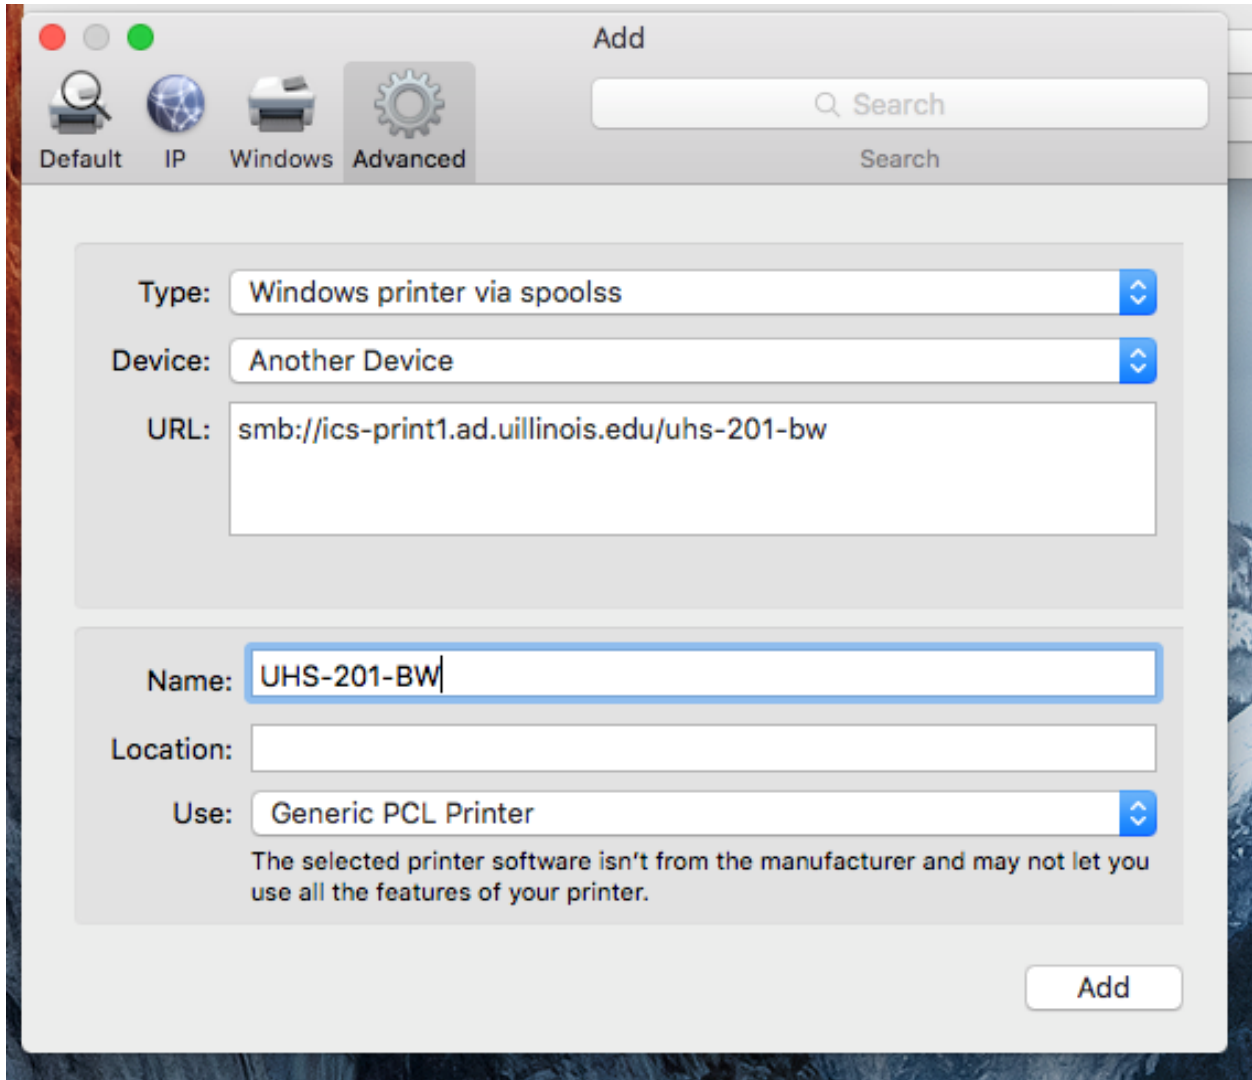 Add
Default IP Windows Advanced
Search
Search
Type: Windows printer via spoolss
Device: Another Device
URL: smb://ics-print1.ad.uillinois.edu/uhs-201-bw
Name: UHS-201-BW
Location:
Use: Generic PCL Printer
The selected printer software isn't from the manufacturer and may not let you
use all the features of your printer.
Add